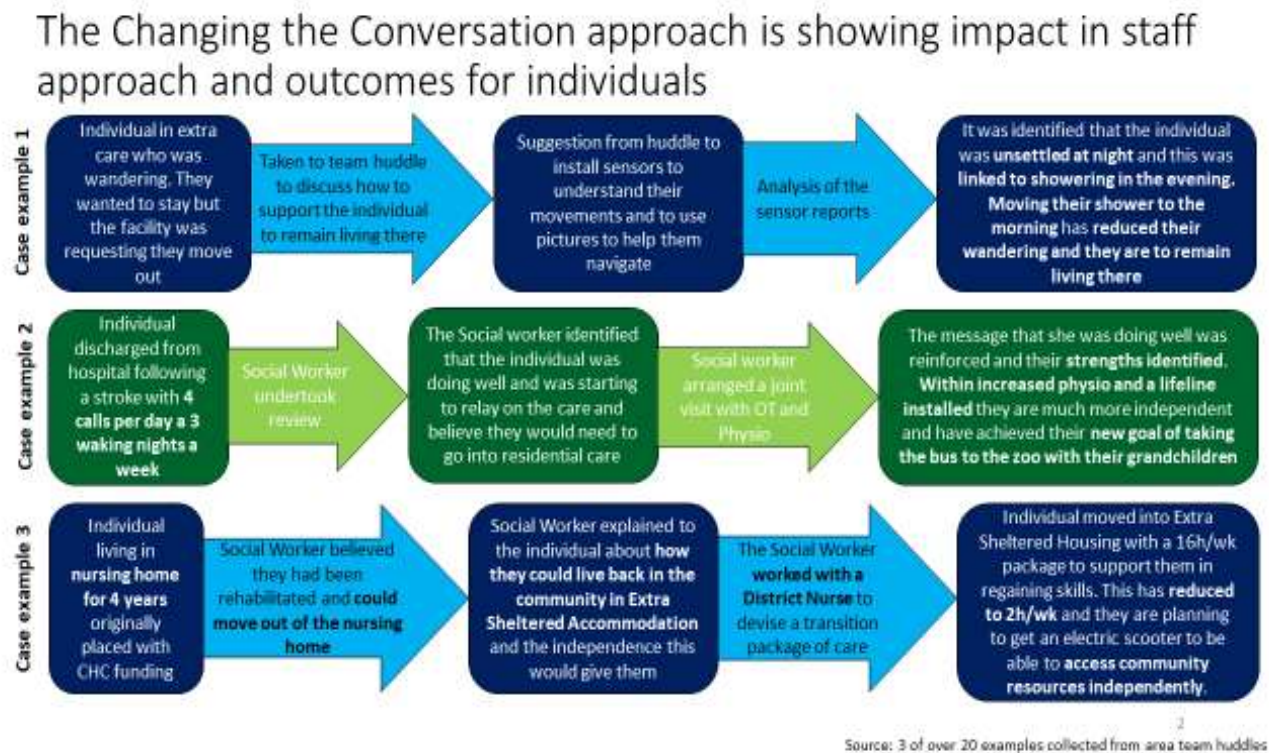 The Changing the Conversation approach is showing impact in staff
approach and outcomes for individuals
Case example 1
Individual in extra
care who was
wandering. They
wanted to stay but
the facility was
requesting they move
out
Taken to team huddle
to discuss how to
support the individual
to remain living there
Suggestion from huddle to
install sensors to
understand their
movements and to use
pictures to help them
navigate
Analysis of the
sensor reports
It was identified that the individual
was unsettled at night and this was
linked to showering in the evening.
Moving their shower to the
morning has reduced their
wandering and they are to remain
living there
Case example 2
Individual
discharged from
hospital following
a stroke with 4
calls per day a 3
waking nights a
week
Social Worker
undertook
review
The Social worker identified
that the individual was
doing well and was starting
to relay on the care and
believe they would need to
go into residential care
Social worker
arranged a joint
visit with OT and
Physio
The message that she was doing well was
reinforced and their strengths identified.
Within increased physio and a lifeline
installed they are much more independent
and have achieved their new goal of taking
the bus to the zoo with their grandchildren
Case example 3
Individual
living in
nursing home
for 4 years
originally
placed with
CHC funding
Social Worker believed
they had been
rehabilitated and could
move out of the nursing
home
Social Worker explained to
the individual about how
they could live back in the
community in Extra
Sheltered Accommodation
and the independence this
would give them
The Social Worker
worked with a
District Nurse to
devise a transition
package of care
Individual moved into Extra
Sheltered Housing with a 16h/wk
package to support them in
regaining skills. This has reduced
to 2h/wk and they are planning
to get an electric scooter to be
able to access community
resources independently.
2
Source: 3 of over 20 examples collected from area team huddles